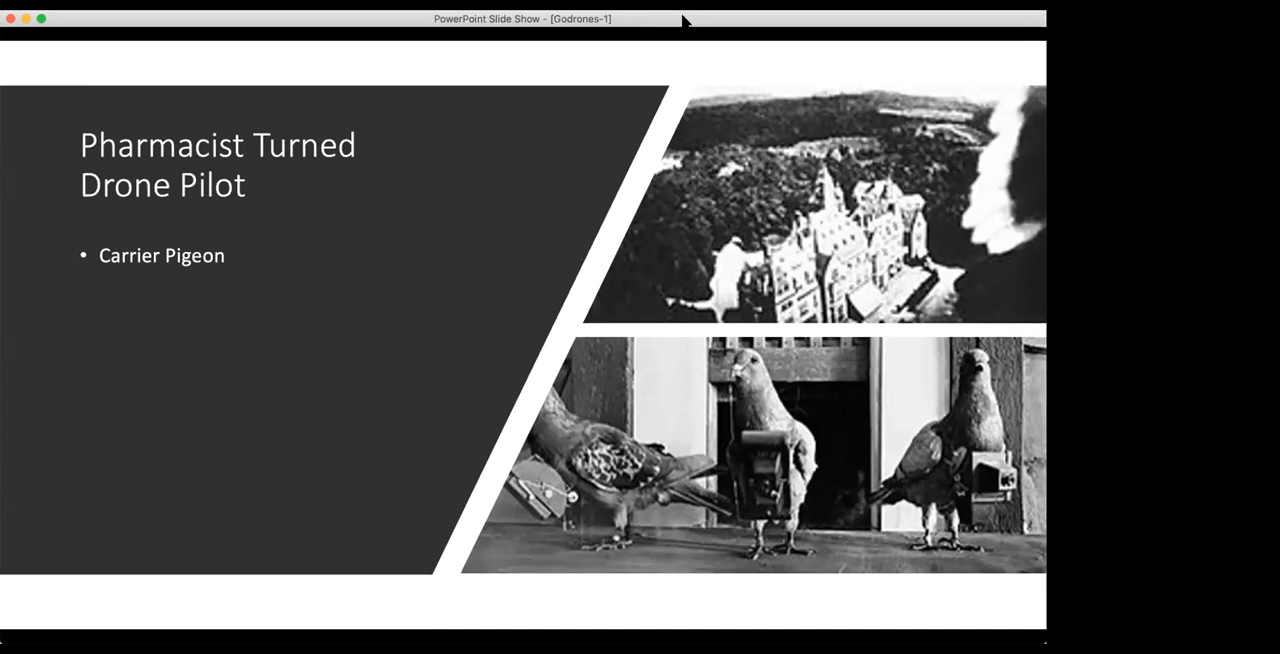 PowerPoint Slide Show - [Godrones-1]
Pharmacist Turned
Drone Pilot
• Carrier Pigeon